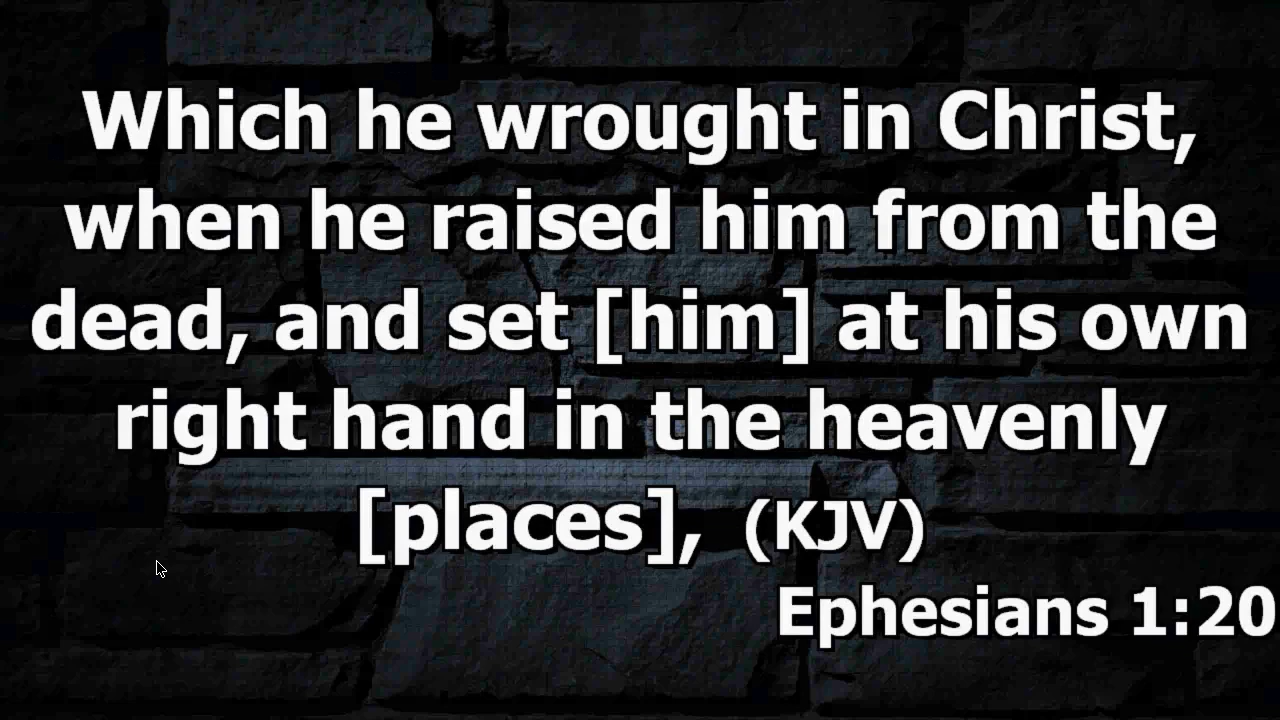 Which he wrought in Christ,
when he raised him from the
dead, and set [him] at his own
right hand in the heavenly
[places], (KJV)
Ephesians 1:20